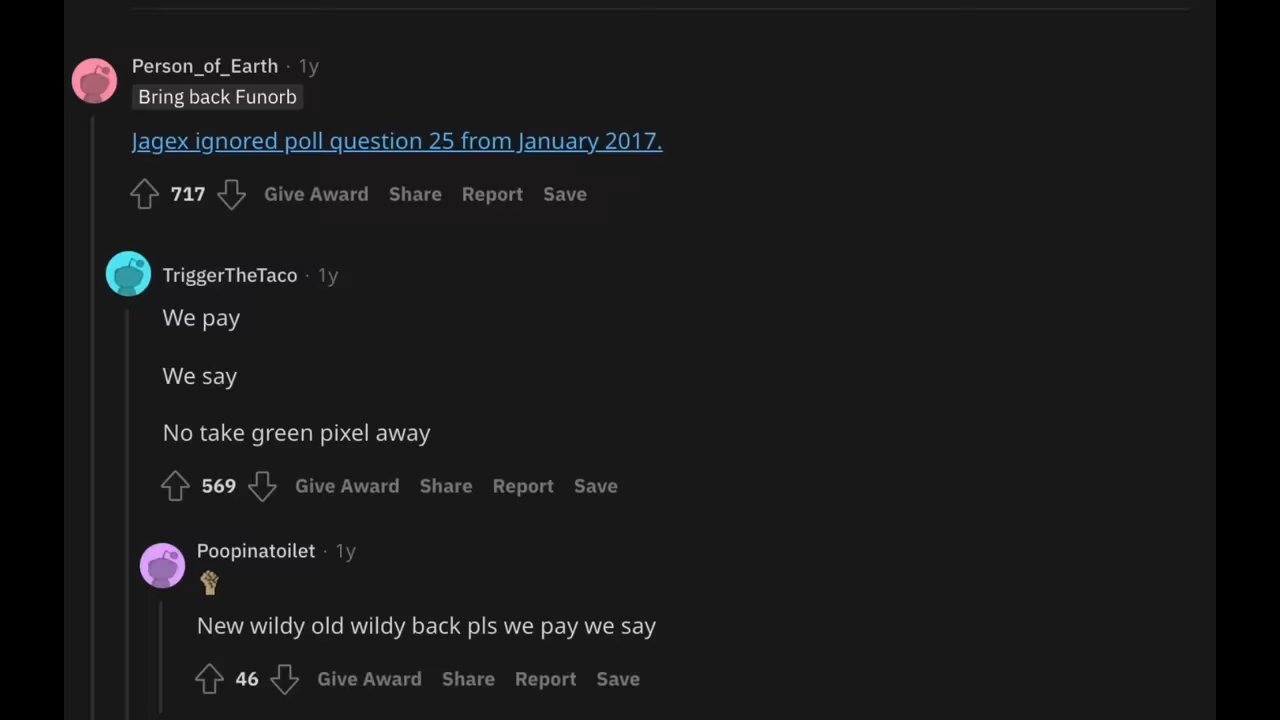 Person_of_Earth · 1y
Bring back Funorb
Jagex ignored poll question 25 from January 2017.
717 Give Award Share Report Save
TriggerTheTaco · 1y
We pay
We say
No take green pixel away
569 Give Award Share Report Save
Poopinatoilet · 1y
New wildy old wildy back pls we pay we say
46 Give Award Share Report Save